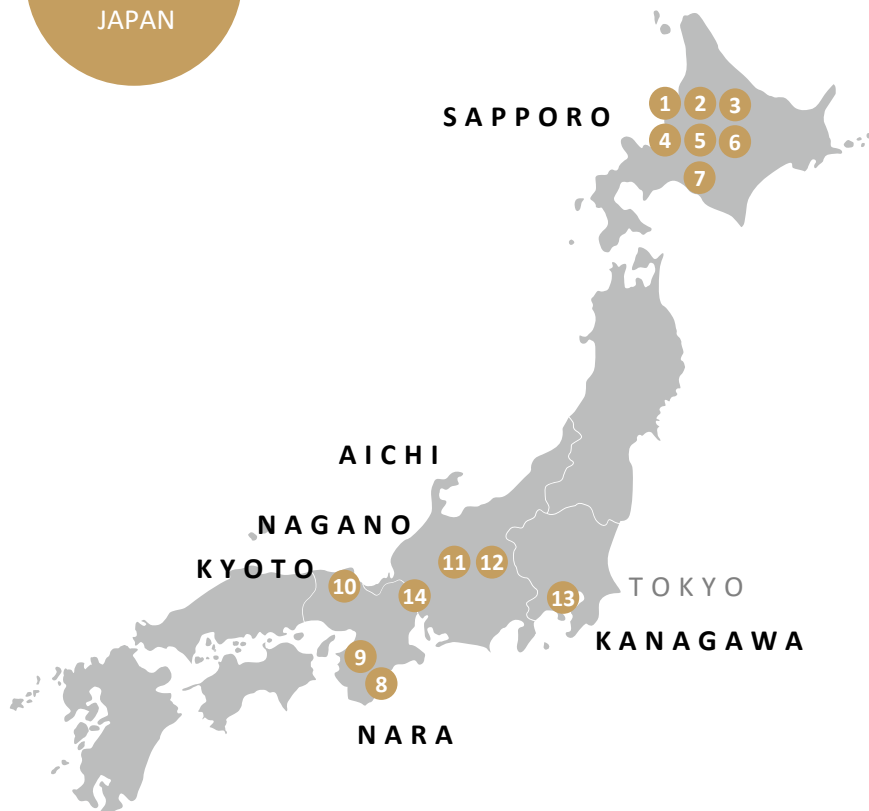 JAPAN
SAPPORO
1 2 3
4 5 6
7
AICHI
NAGANO
KYOTO
11 12
10
14
13
TOKYO
KANAGAWA
9
8
NARA